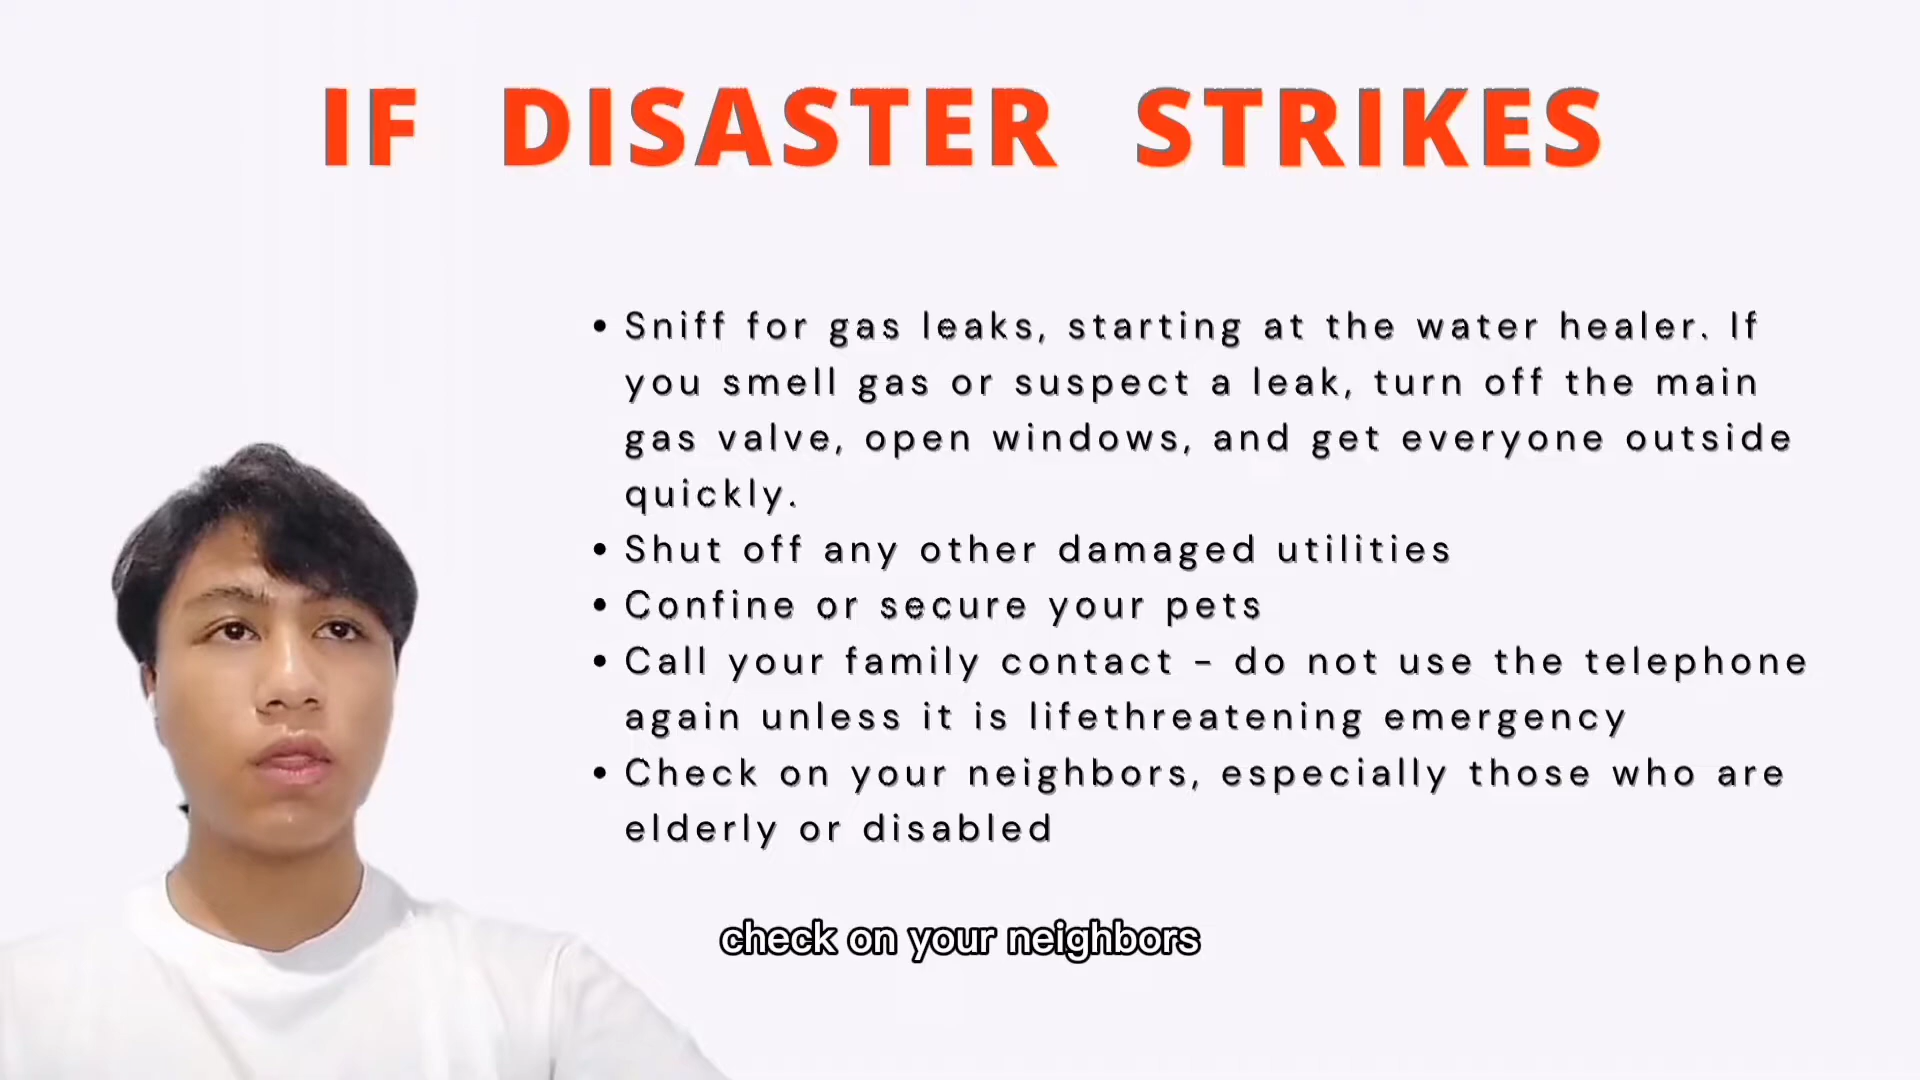 IF DISASTER STRIKES
• Sniff for gas leaks, starting at the water healer. If
you smell gas or suspect a leak, turn off the main
gas valve, open windows, and get everyone outside
quickly.
• Shut off any other damaged utilities
• Confine or secure your pets
• Call your family contact - do not use the telephone
again unless it is lifethreatening emergency
• Check on your neighbors, especially those who are
elderly or disabled
check on your neighbors